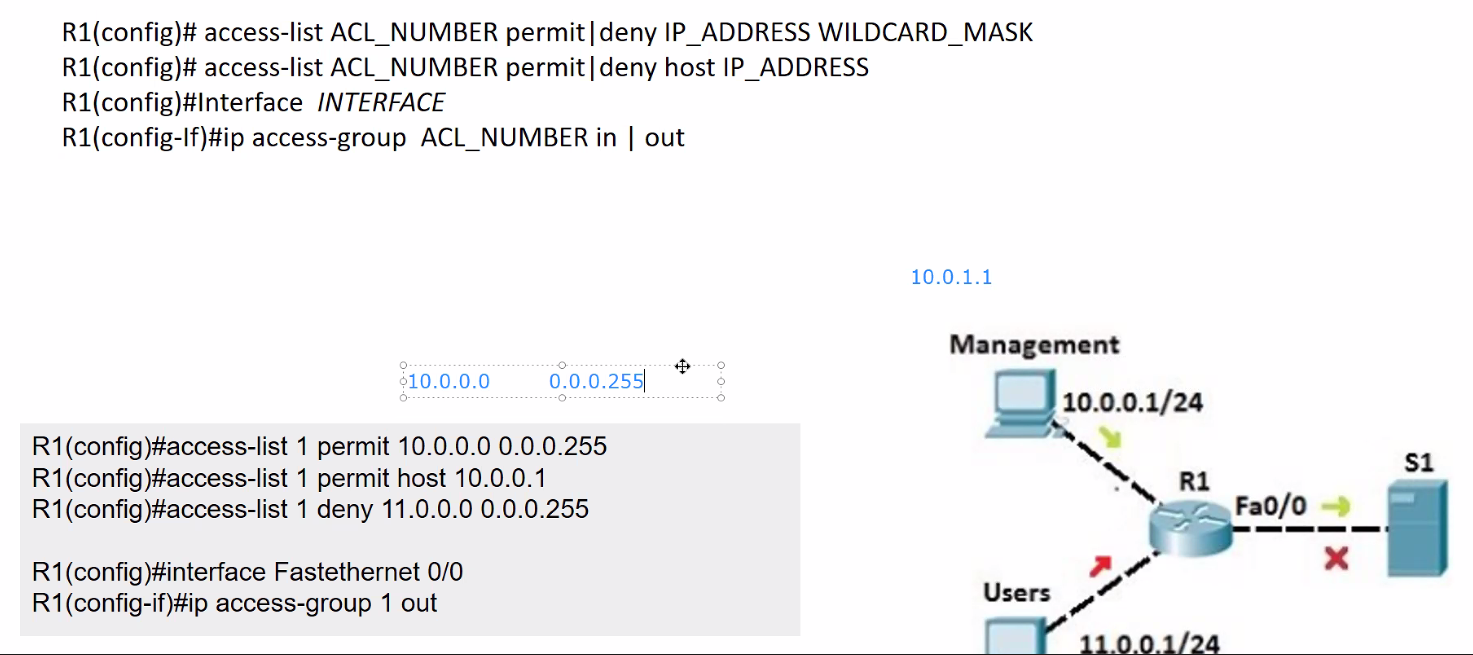 R1(config)# access-list ACL_NUMBER permit|deny IP_ADDRESS WILDCARD_MASK
R1(config)# access-list ACL_NUMBER permit|deny host IP_ADDRESS
R1(config)#Interface INTERFACE
R1(config-If)#ip access-group ACL_NUMBER in | out
10.0.1.1
Management
10.0.0.1/24
10.0.0.0 0.0.0.255
R1(config)#access-list 1 permit 10.0.0.0 0.0.0.255
R1(config)#access-list 1 permit host 10.0.0.1
R1(config)#access-list 1 deny 11.0.0.0 0.0.0.255
R1(config)#interface Fastethernet 0/0
R1(config-if)#ip access-group 1 out
S1
R1
Fa0/0
Users
11.0.0.1/24